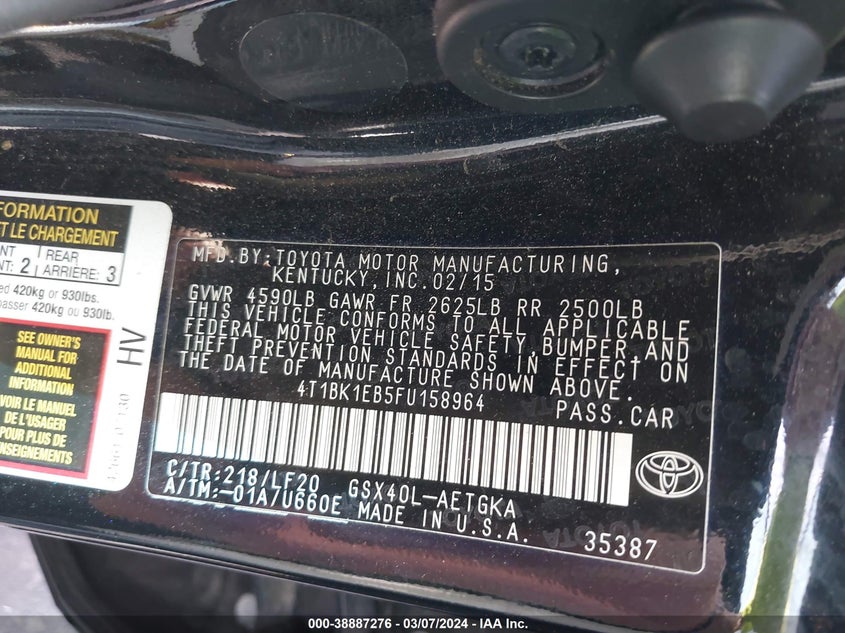 FORMATION
ET LE CHARGEMENT
2
REAR
ARRIÈRE: 3
420kg or 930lbs.
passer 420kg ou 930lb.
SEE OWNER'S
MANUAL FOR
ADDITIONAL
INFORMATION
VOIR LE MANUEL
DE L'USAGER
POUR PLUS DE
HV
MFD.BY:TOYOTA MOTOR MANUFACTURING,
KENTUCKY,INC.02/15
GVWR 4590LB GAWR FR 2625LB RR 2500LB
THIS VEHICLE CONFORMS TO ALL APPLICABLE
FEDERAL MOTOR VEHICLE SAFETY,BUMPER,AND
THEFT PREVENTION STANDARDS IN EFFECT ON
THE DATE OF MANUFACTURE SHOWN ABOVE.
4T1BK1EB5FU158964
PASS.CAR
C/TR:218/LF20 GSX40L-AETGKA
A/TM:-01A/U660E MADE IN U.S.A.
35387
000-38887276 - 03/07/2024 - IAA Inc.